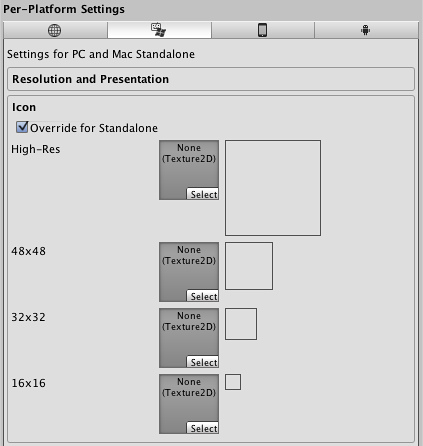 Per-Platform Settings
Settings for PC and Mac Standalone
Resolution and Presentation
Icon
Override for Standalone
High-Res
None
(Texture2D)
Select
48x48
None
(Texture2D)
Select
32x32
None
(Texture2D)
Select
16x16
None
(Texture2D)
Select